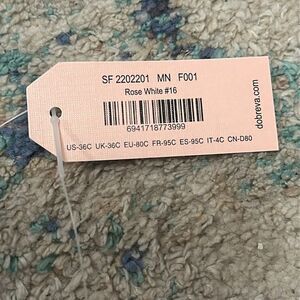 SF 2202201 MN F001
Rose White #16
6941718773999
US-36C UK-36C EU-80C FR-95C ES-95C IT-4C CN-D80
dobreva.com